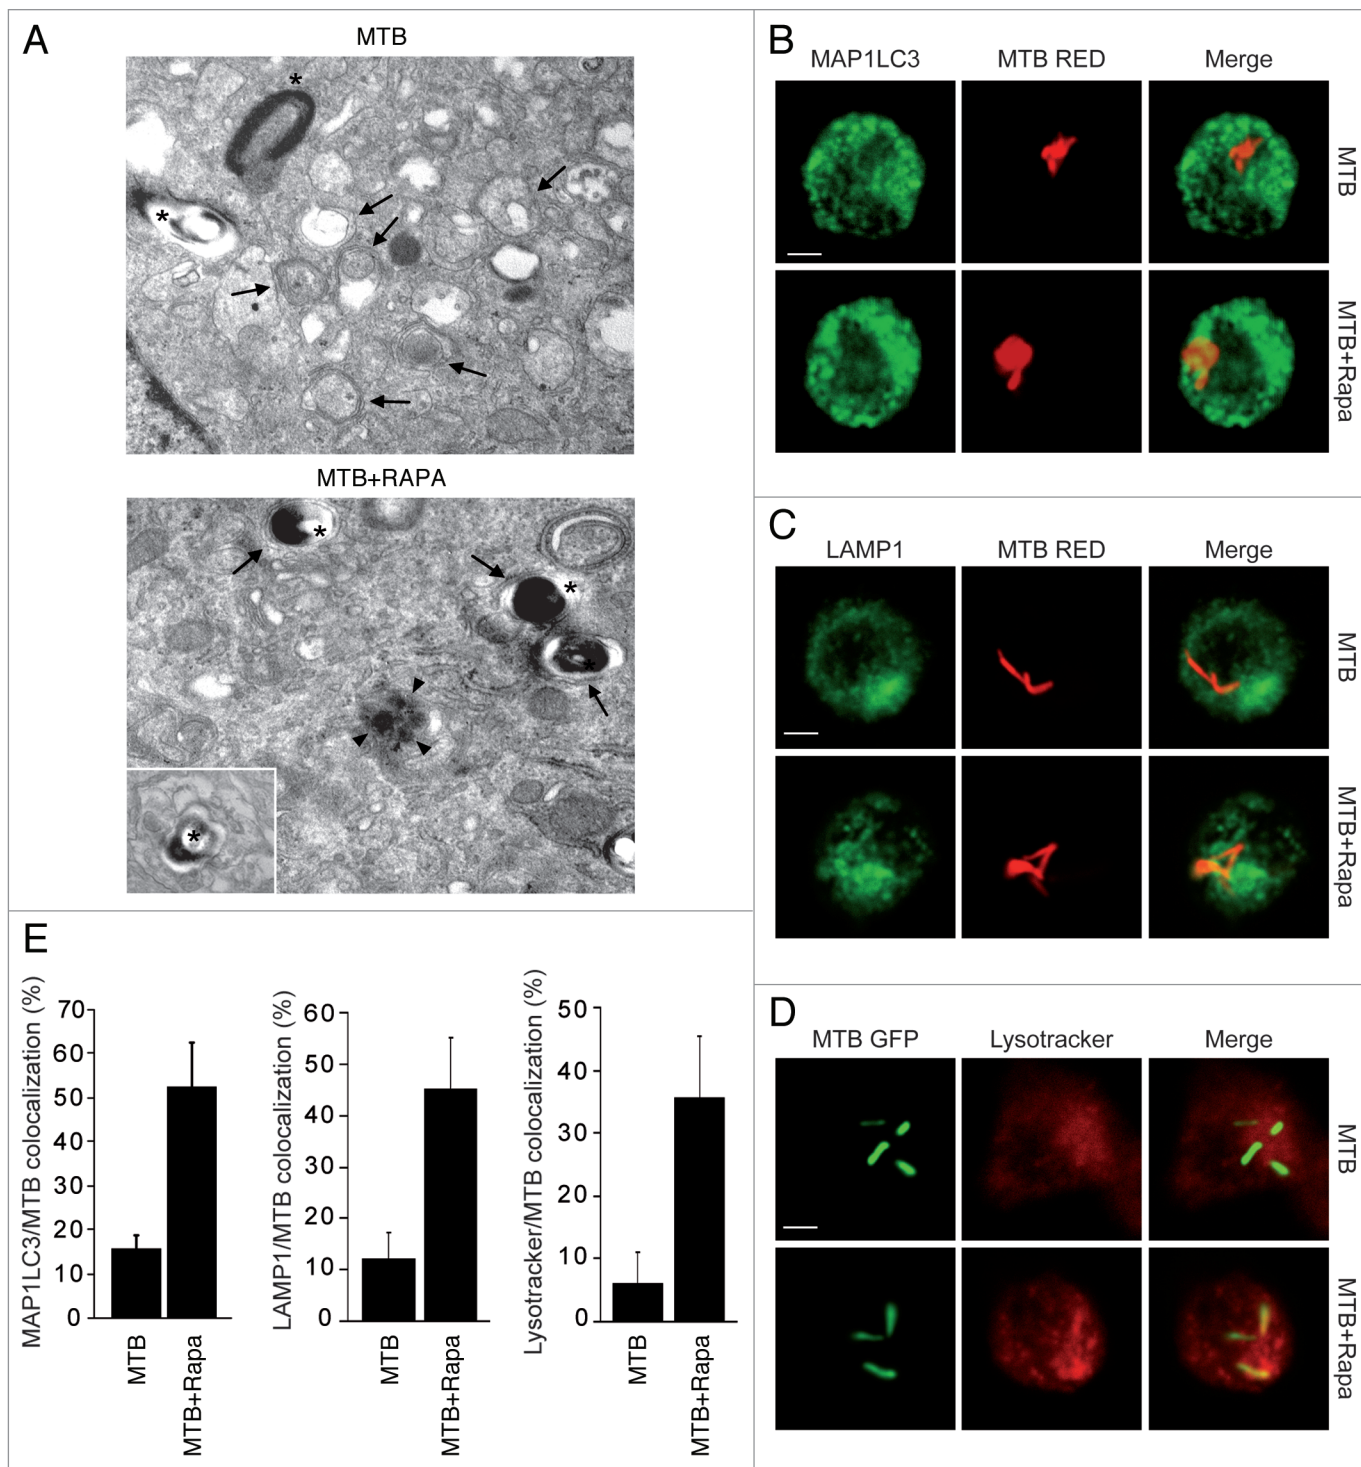 A
MTB
*
*
MTB+RAPA
*
*
*
*
B
MAP1LC3 MTB RED Merge
MTB
MTB+Rapa
C
LAMP1 MTB RED Merge
MTB
MTB+Rapa
D
MTB GFP Lysotracker Merge
MTB
MTB+Rapa
E
MAP1LC3/MTB colocalization (%)
70
60
50
40
30
20
10
0
MTB
MTB+Rapa
LAMP1/MTB colocalization (%)
60
50
40
30
20
10
0
MTB
MTB+Rapa
Lysotracker/MTB colocalization (%)
50
40
30
20
10
0
MTB
MTB+Rapa